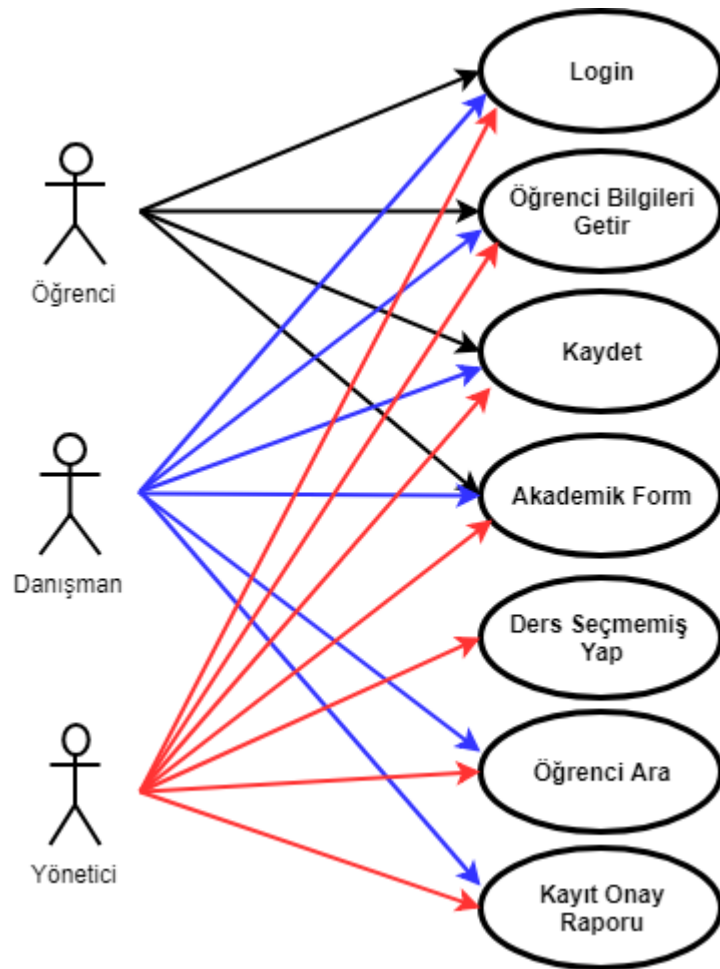 Login
Öğrenci Bilgileri
Getir
Öğrenci
Kaydet
Akademik Form
Danışman
Ders Seçmemiş
Yap
Öğrenci Ara
Yönetici
Kayıt Onay
Raporu